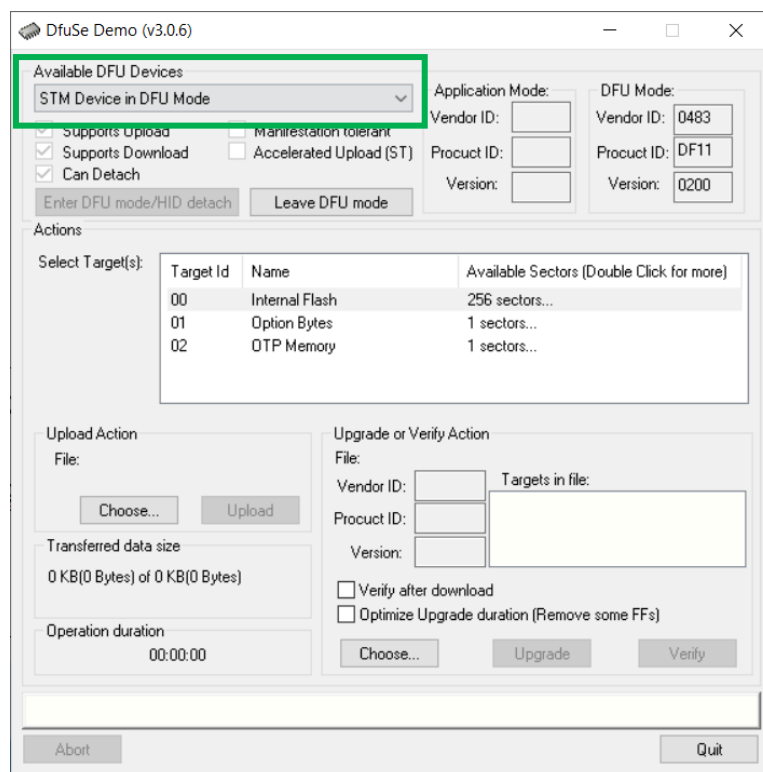 DfuSe Demo (v3.0.6)
Available DFU Devices
STM Device in DFU Mode
Supports Upload
Manifestation tolerant
Supports Download
Accelerated Upload (ST)
Can Detach
Enter DFU mode/HID detach
Leave DFU mode
Application Mode:
Vendor ID:
Procuct ID:
Version:
DFU Mode:
Vendor ID: 0483
Procuct ID: DF11
Version: 0200
Actions
Select Target(s):
Target Id Name Available Sectors (Double Click for more)
00 Internal Flash 256 sectors...
01 Option Bytes 1 sectors...
02 OTP Memory 1 sectors...
Upload Action
File:
Choose... Upload
Transferred data size
0 KB(0 Bytes) of 0 KB(0 Bytes)
Operation duration
00:00:00
Upgrade or Verify Action
File:
Vendor ID:
Procuct ID:
Version:
Targets in file:
Verify after download
Optimize Upgrade duration (Remove some FFs)
Choose... Upgrade Verify
Abort Quit